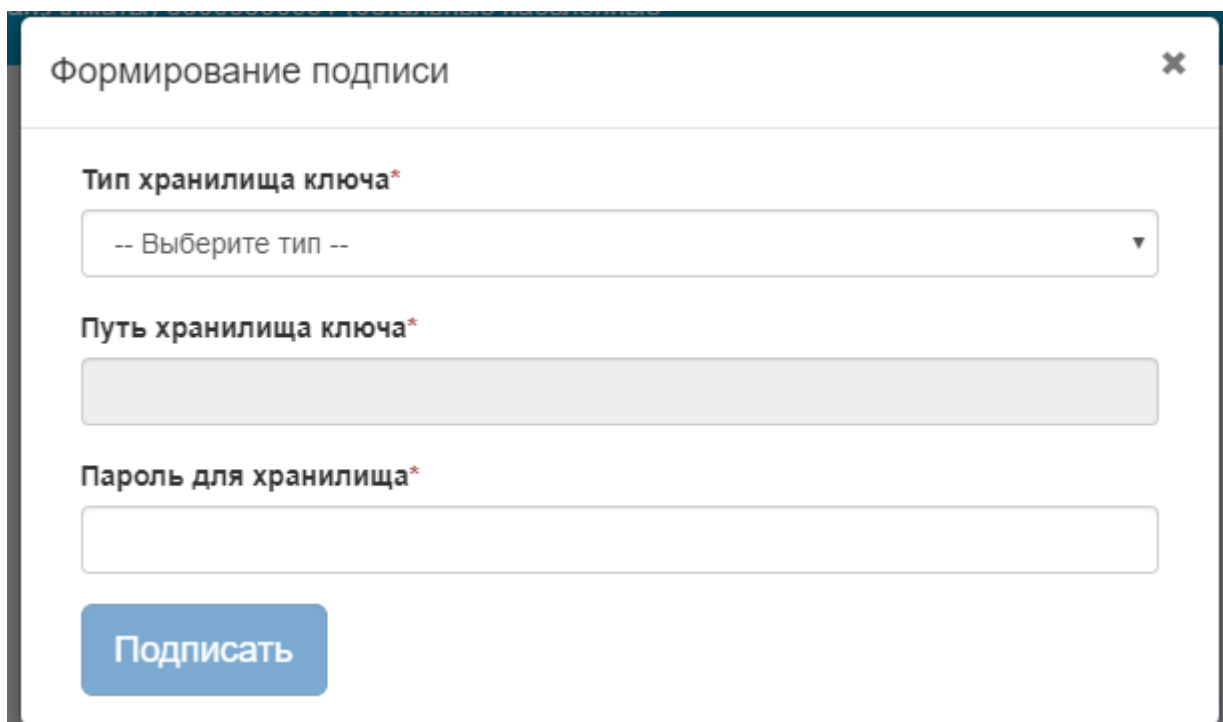 Формирование подписи
Тип хранилища ключа*
-- Выберите тип --
Путь хранилища ключа*
Пароль для хранилища*
Подписать